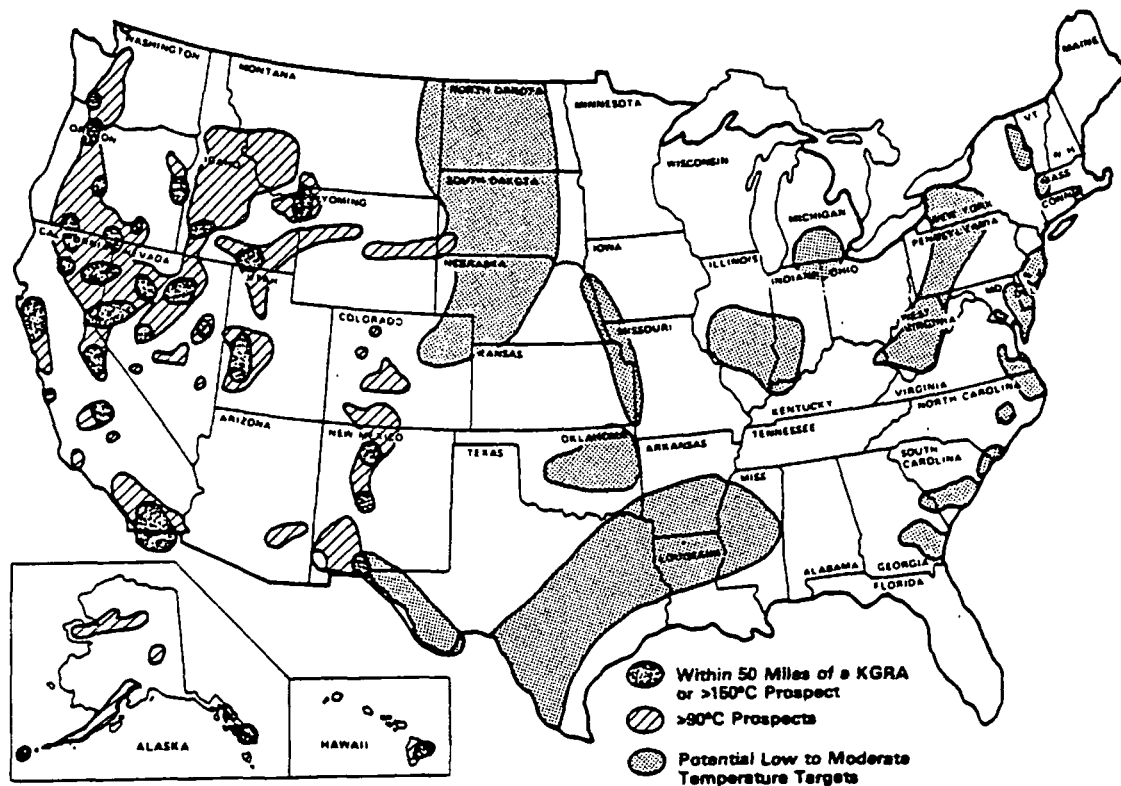 WASHINGTON
MONTANA
NORTH DAKOTA
MINNESOTA
MAINE
V.T.
N.H.
MASS
CONN
OREGON
IDAHO
WYOMING
SOUTH DAKOTA
WISCONSIN
MICHIGAN
NEW YORK
PENNSYLVANIA
CALIFORNIA
NEVADA
UTAH
NEBRASKA
IOWA
ILLINOIS
INDIANA
OHIO
MD
WEST
VIRGINIA
COLORADO
KANSAS
MISSOURI
KENTUCKY
VIRGINIA
NORTH CAROLINA
ARIZONA
NEW MEXICO
TEXAS
OKLAHOMA
ARKANSAS
TENNESSEE
SOUTH
CAROLINA
MISS
LOUISIANA
ALABAMA
GEORGIA
FLORIDA
ALASKA
HAWAII
Within 50 Miles of a KGRA
or >150°C Prospect
>90°C Prospects
Potential Low to Moderate
Temperature Targets